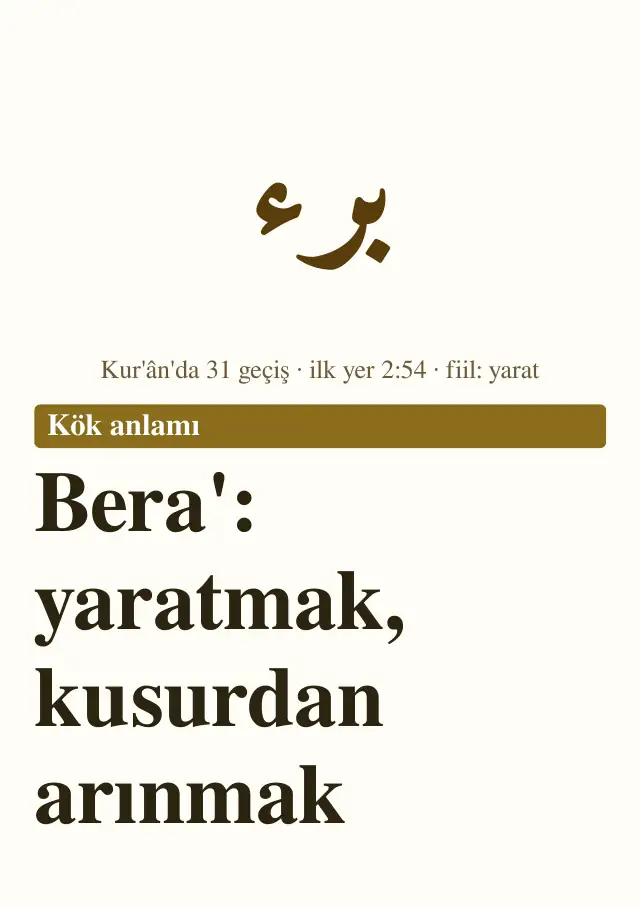 برء
Kur'ân'da 31 geçiş · ilk yer 2:54 · fiil: yarat
Kök anlamı
Bera':
yaratmak,
kusurdan
arınmak